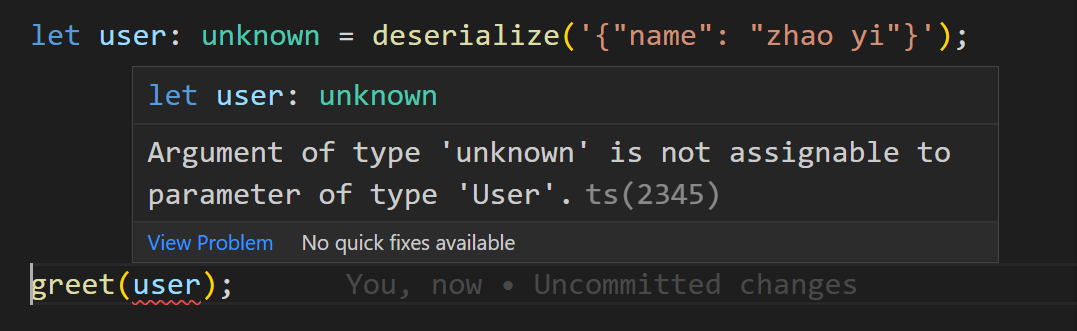 let user: unknown = deserialize('{"name": "zhao yi"}');
let user: unknown
Argument of type 'unknown' is not assignable to
parameter of type 'User'. ts(2345)
View Problem No quick fixes available
greet(user); You, now • Uncommitted changes